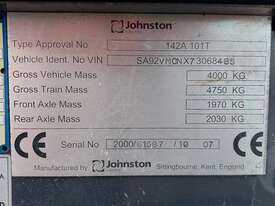 Johnston
Type Approval No 142A 101T
Vehicle Ident. No VIN
Gross Vehicle Mass 4000 KG
Gross Train Mass 4750 KG
Front Axle Mass 1970 KG
Rear Axle Mass 2030 KG
CE Serial No 10 07
Manufactured by Johnston Sittingbourne, Kent, England